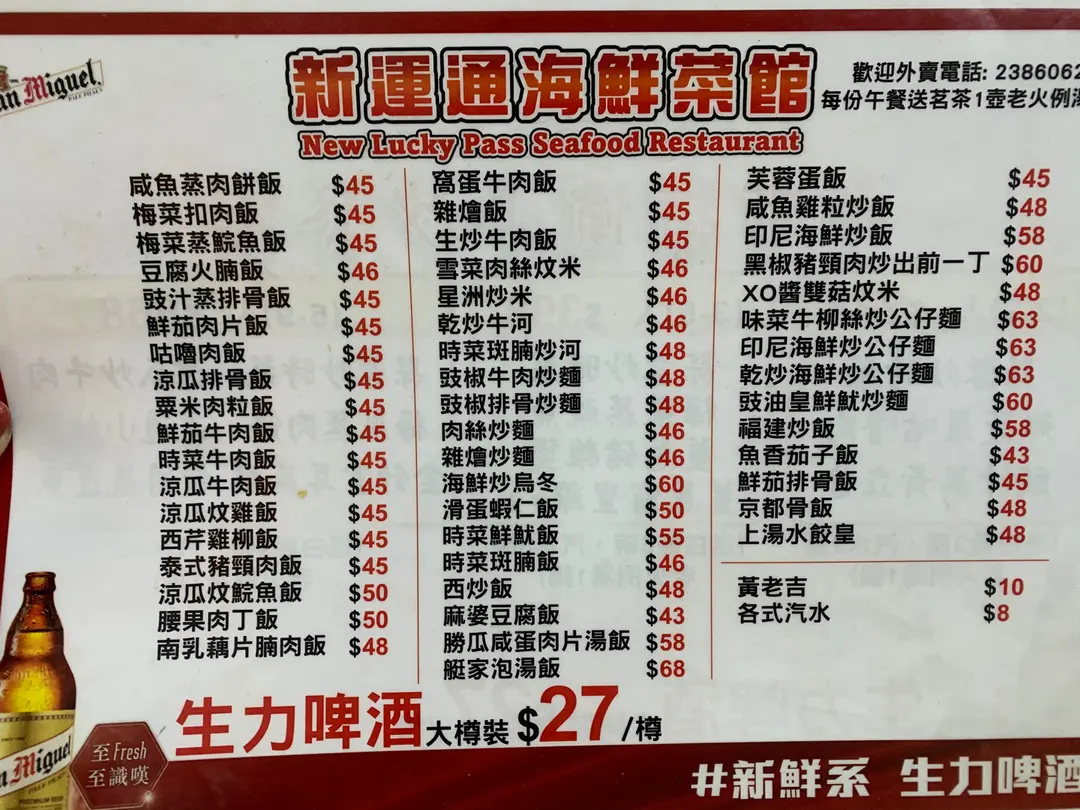 San Miguel
PALE PILSEN
新運通海鮮菜館
New Lucky Pass Seafood Restaurant
歡迎外賣電話: 2386062
每份午餐送茗茶1壺老火例湯
咸魚蒸肉餅飯 $45
梅菜扣肉飯 $45
梅菜蒸鯇魚飯 $45
豆腐火腩飯 $46
豉汁蒸排骨飯 $45
鮮茄肉片飯 $45
咕嚕肉飯 $45
涼瓜排骨飯 $45
粟米肉粒飯 $45
鮮茄牛肉飯 $45
時菜牛肉飯 $45
涼瓜牛肉飯 $45
涼瓜炆雞飯 $45
西芹雞柳飯 $45
泰式豬頸肉飯 $45
涼瓜炆鯇魚飯 $50
腰果肉丁飯 $50
南乳藕片腩肉飯 $48
窩蛋牛肉飯 $45
雜燴飯 $45
生炒牛肉飯 $45
雪菜肉絲炆米 $46
星洲炒米 $46
乾炒牛河 $46
時菜斑腩炒河 $48
豉椒牛肉炒麵 $48
豉椒排骨炒麵 $48
肉絲炒麵 $46
雜燴炒麵 $46
海鮮炒烏冬 $60
滑蛋蝦仁飯 $50
時菜鮮魷飯 $55
時菜斑腩飯 $46
西炒飯 $48
麻婆豆腐飯 $43
勝瓜咸蛋肉片湯飯 $58
艇家泡湯飯 $68
芙蓉蛋飯 $45
咸魚雞粒炒飯 $48
印尼海鮮炒飯 $58
黑椒豬頸肉炒出前一丁 $60
XO醬雙菇炆米 $48
味菜牛柳絲炒公仔麵 $63
印尼海鮮炒公仔麵 $63
乾炒海鮮炒公仔麵 $63
豉油皇鮮魷炒麵 $60
福建炒飯 $58
魚香茄子飯 $43
鮮茄排骨飯 $45
京都骨飯 $48
上湯水餃皇 $48
黃老吉 $10
各式汽水 $8
生力啤酒大樽裝 $27/樽
至Fresh
至識嘆
San Miguel
PALE PILSEN
PREMIUM BEER
#新鮮系 生力啤酒